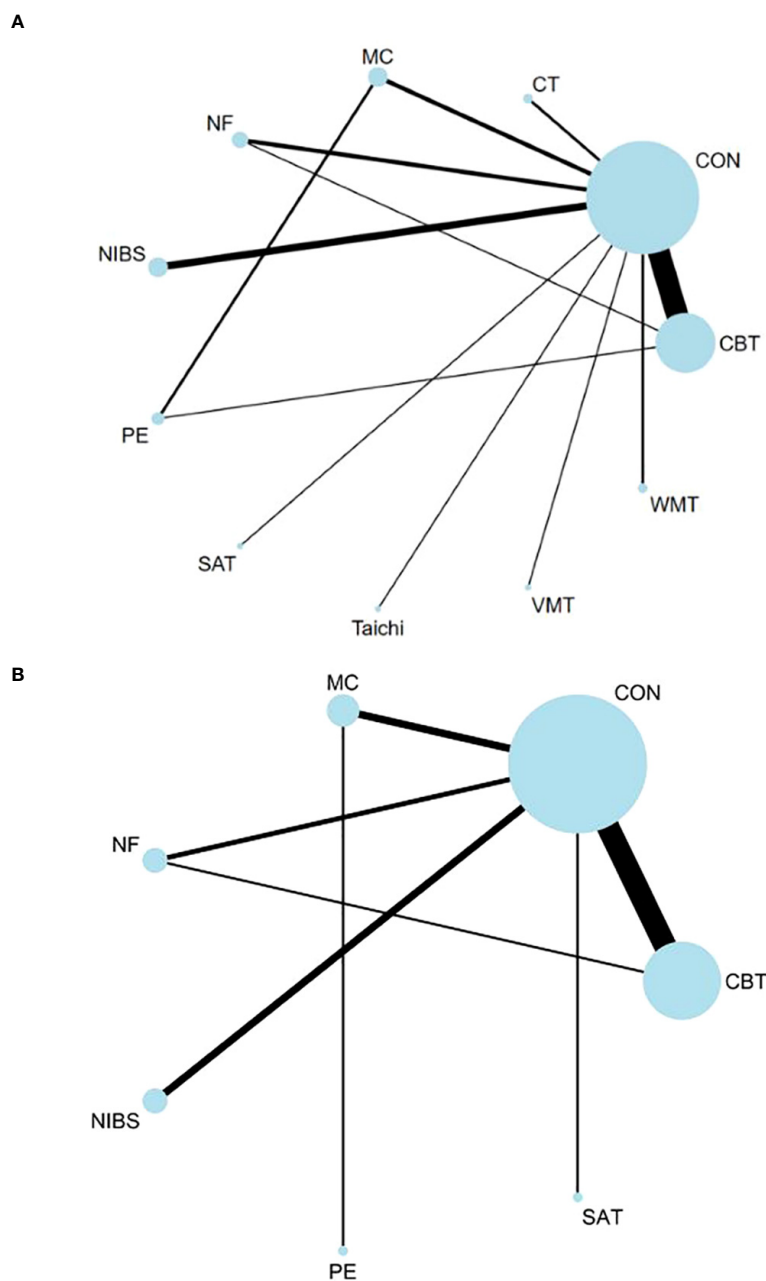 A
MC
CT
NF
CON
NIBS
CBT
PE
WMT
SAT
VMT
Taichi
B
MC
CON
NF
CBT
NIBS
SAT
PE